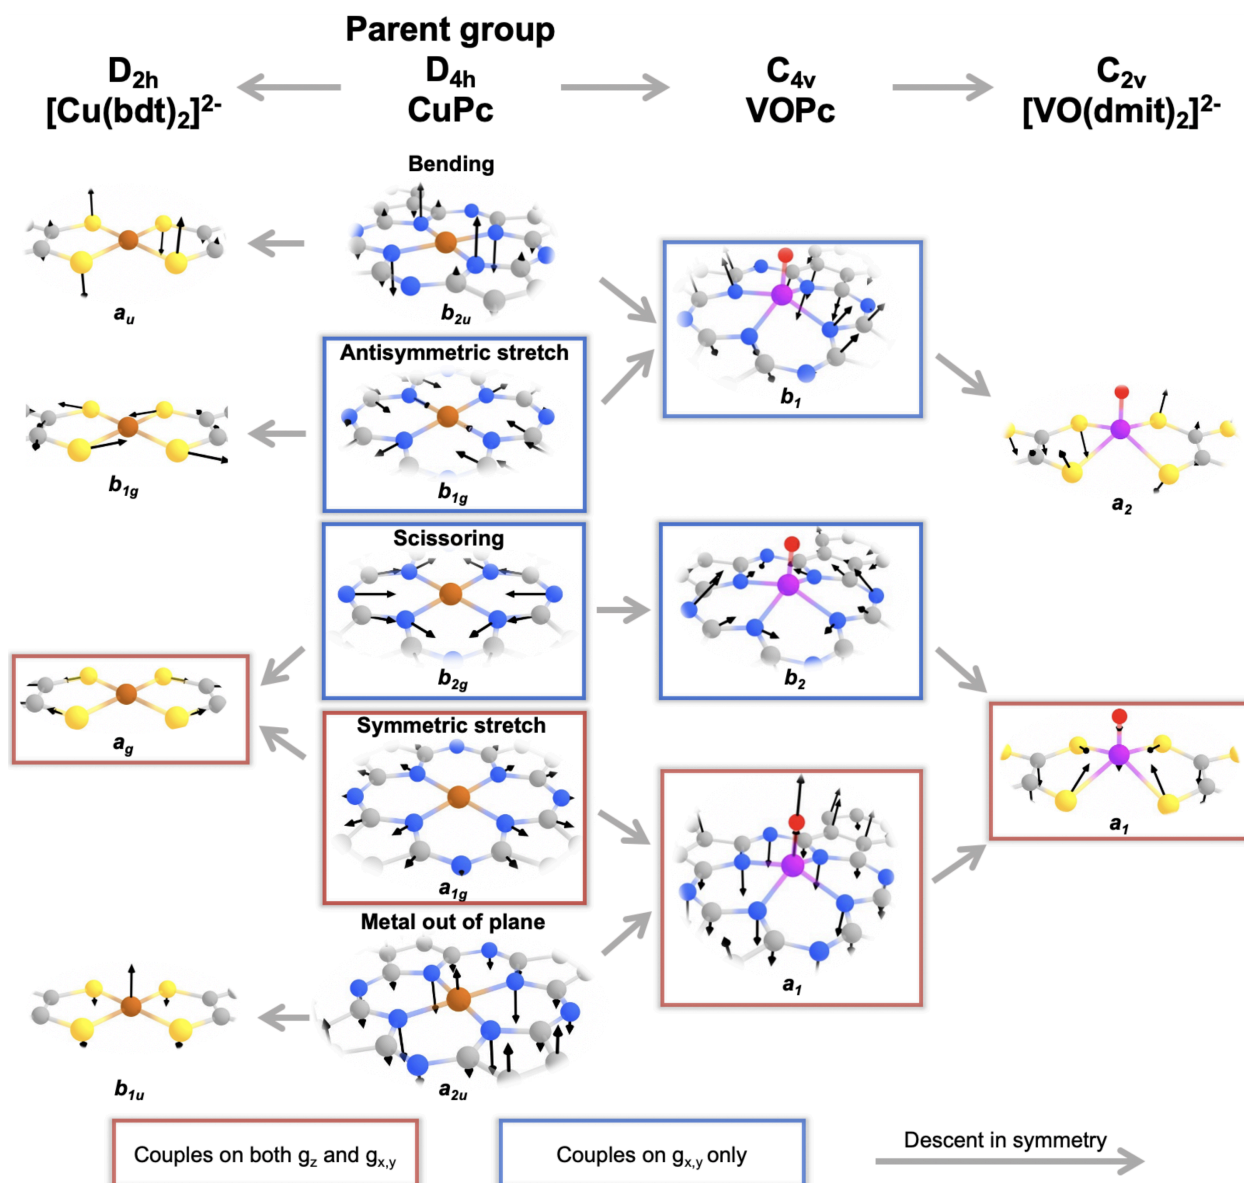 Parent group
D₂ₕ
D₄ₕ
C₄ᵥ
C₂ᵥ
[Cu(bdt)₂]²⁻
CuPc
VOPc
[VO(dmit)₂]²⁻
Bending
aᵤ
b₂ᵤ
b₁
Antisymmetric stretch
b₁g
b₁g
a₂
Scissoring
b₂g
b₂
Symmetric stretch
ag
a₁g
a₁
a₁
Metal out of plane
b₁ᵤ
a₂ᵤ
Couples on both gz and gx,y
Couples on gx,y only
Descent in symmetry